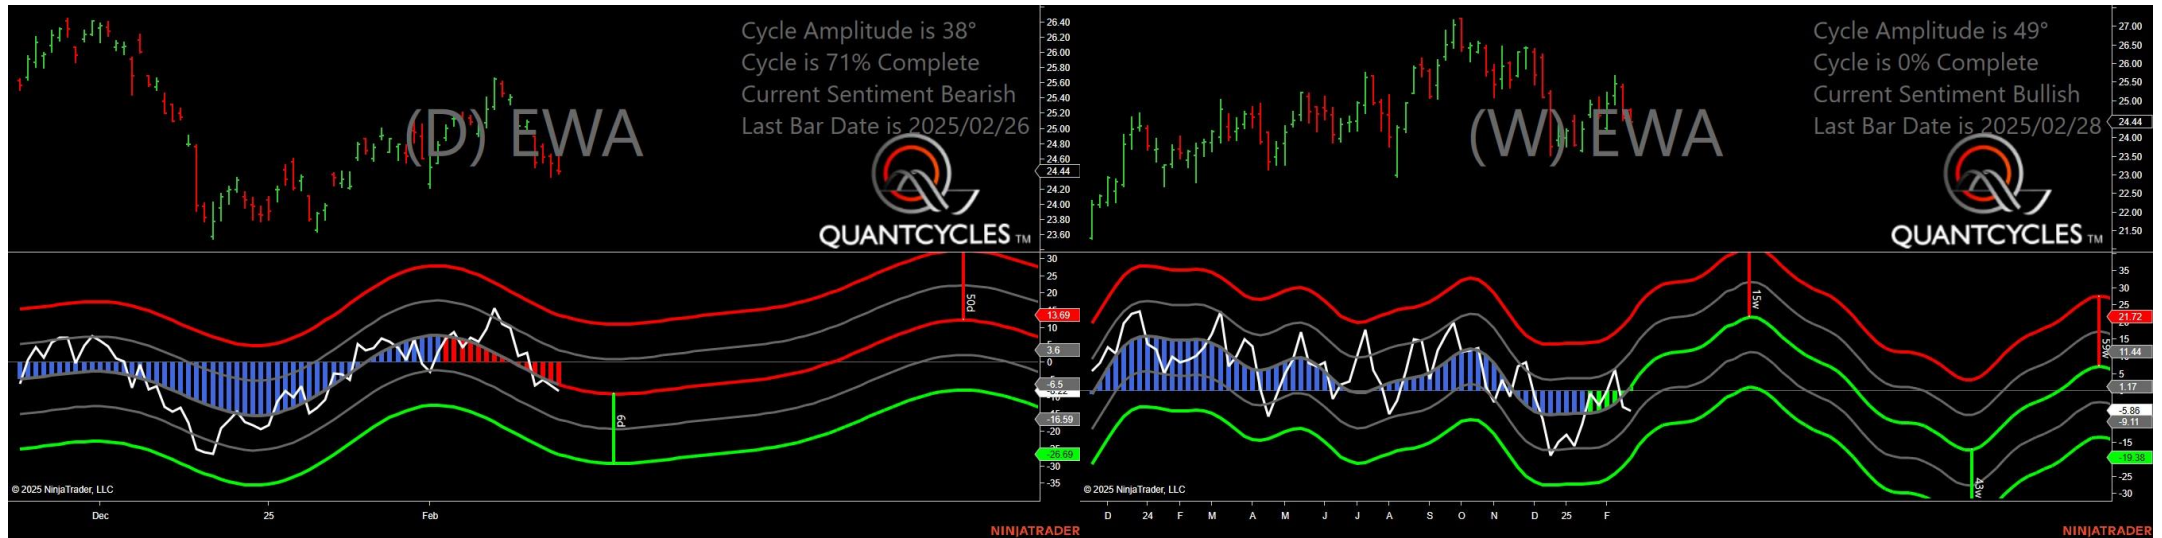 Cycle Amplitude is 38°
Cycle is 71% Complete
Current Sentiment Bearish
Last Bar Date is 2025/02/26
(D) EWA
QUANTCYCLES TM
26.40
26.20
26.00
25.80
25.60
25.40
25.20
25.00
24.80
24.60
24.44
24.20
24.00
23.80
23.60
30
25
20
13.69
10
5
3.6
0
-6.5
-10
-16.59
-20
-26.69
-30
-35
50d
6d
© 2025 NinjaTrader, LLC
Dec
25
Feb
NINJATRADER
Cycle Amplitude is 49°
Cycle is 0% Complete
Current Sentiment Bullish
Last Bar Date is 2025/02/28
(W) EWA
QUANTCYCLES TM
27.00
26.50
26.00
25.50
25.00
24.44
24.00
23.50
23.00
22.50
22.00
21.50
35
30
25
21.72
15
11.44
5
1.17
-5.86
-9.11
-15
-19.38
-25
-30
15w
59w
43w
© 2025 NinjaTrader, LLC
D 24 F M A M J J A S O N D 25 F
NINJATRADER